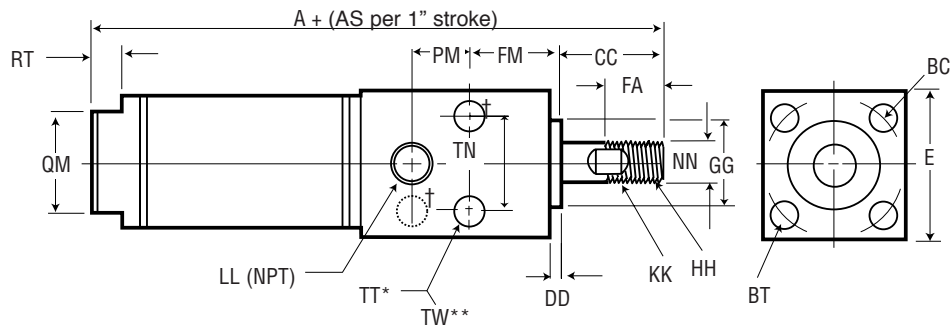 A + (AS per 1" stroke)
RT
PM
FM
CC
BC
FA
†
QM
TN
NN
GG
E
†
LL (NPT)
TT*
TW**
DD
KK
HH
BT